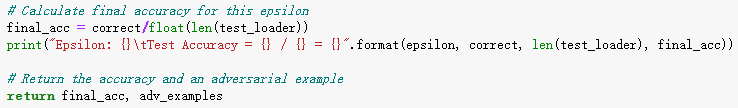 # Calculate final accuracy for this epsilon
final_acc = correct/float(len(test_loader))
print("Epsilon: {}\tTest Accuracy = {} / {} = {}".format(epsilon, correct, len(test_loader), final_acc))
# Return the accuracy and an adversarial example
return final_acc, adv_examples